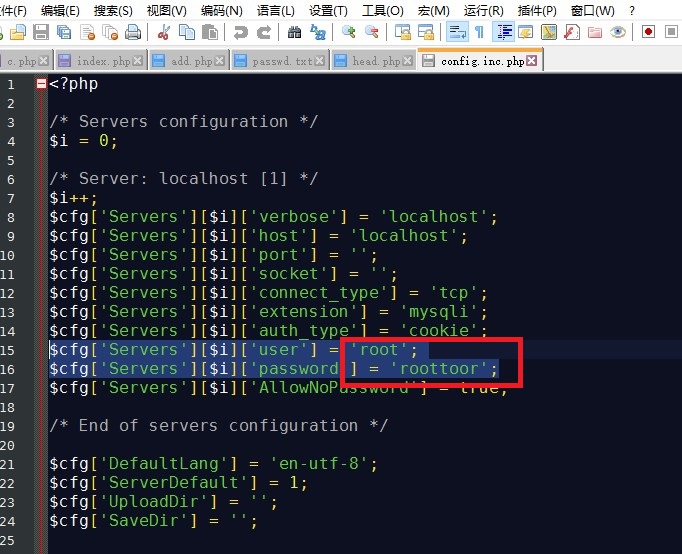 件(F) 编辑(E) 搜索(S) 视图(V) 编码(N) 语言(L) 设置(T) 工具(O) 宏(M) 运行(R) 插件(P) 窗口(W) ?
c.php index.php add.php passwd.txt head.php config.inc.php
1 <?php
2
3 /* Servers configuration */
4 $i = 0;
5
6 /* Server: localhost [1] */
7 $i++;
8 $cfg['Servers'][$i]['verbose'] = 'localhost';
9 $cfg['Servers'][$i]['host'] = 'localhost';
10 $cfg['Servers'][$i]['port'] = '';
11 $cfg['Servers'][$i]['socket'] = '';
12 $cfg['Servers'][$i]['connect_type'] = 'tcp';
13 $cfg['Servers'][$i]['extension'] = 'mysqli';
14 $cfg['Servers'][$i]['auth_type'] = 'cookie';
15 $cfg['Servers'][$i]['user'] = 'root';
16 $cfg['Servers'][$i]['password'] = 'roottoor';
17 $cfg['Servers'][$i]['AllowNoPassword'] = true;
18
19 /* End of servers configuration */
20
21 $cfg['DefaultLang'] = 'en-utf-8';
22 $cfg['ServerDefault'] = 1;
23 $cfg['UploadDir'] = '';
24 $cfg['SaveDir'] = '';
25